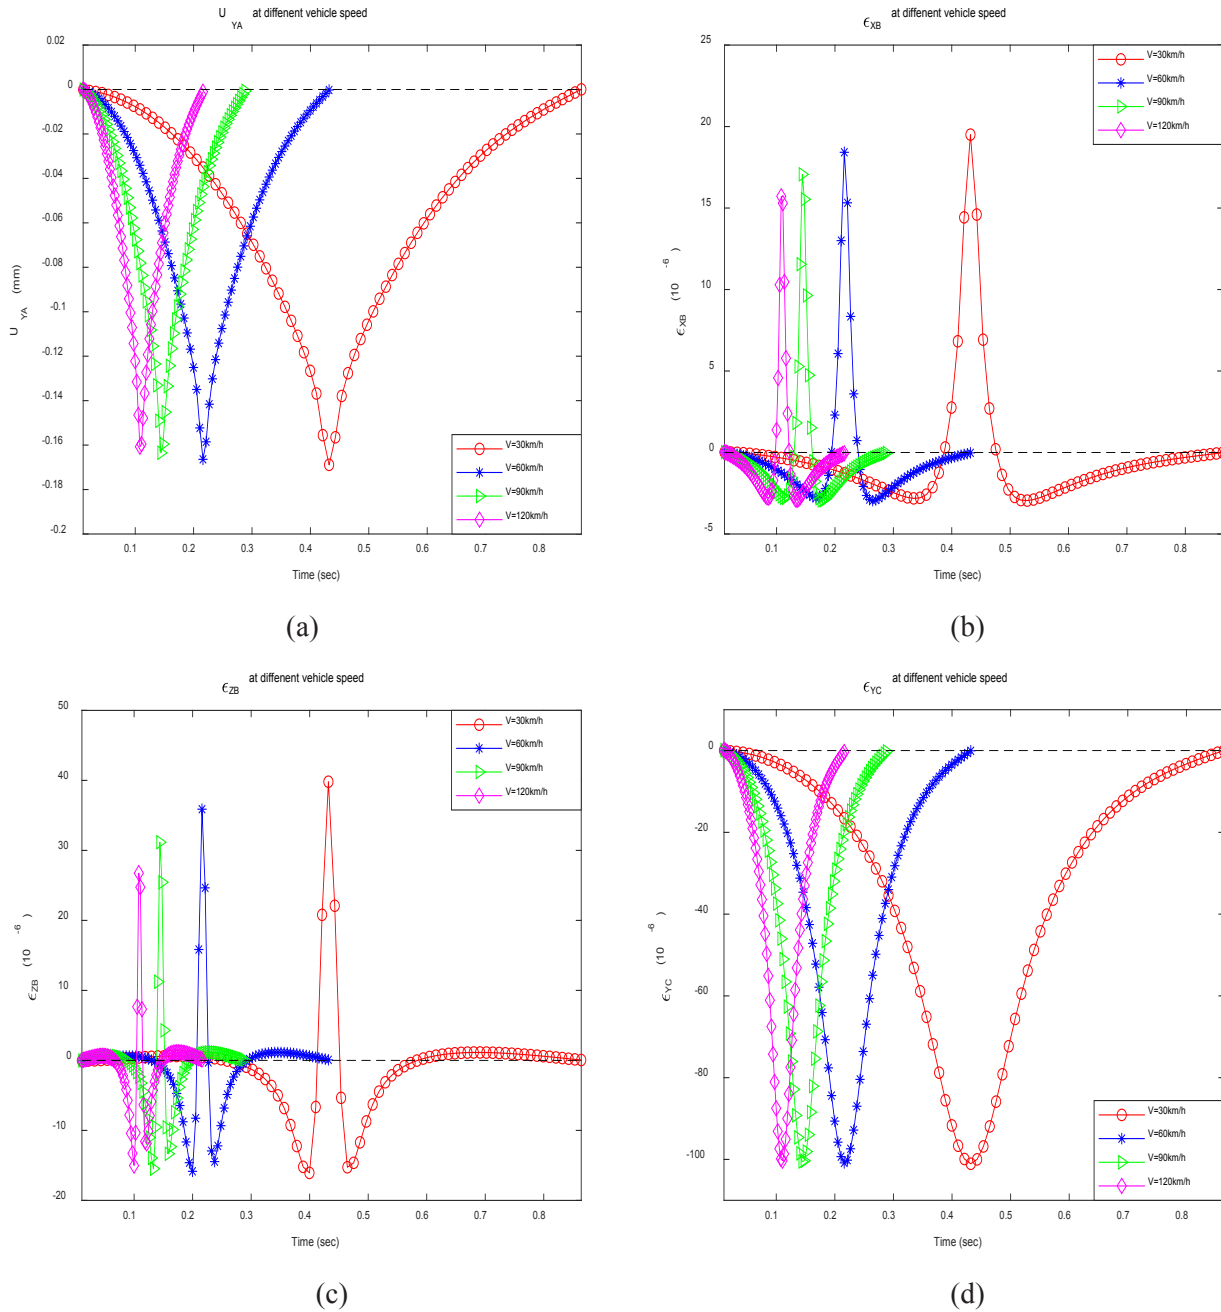 U YA at diffenent vehicle speed
0.02
0
-0.02
-0.04
-0.06
-0.08
-0.1
-0.12
-0.14
-0.16
-0.18
-0.2
U YA (mm)
V=30km/h
V=60km/h
V=90km/h
V=120km/h
0.1 0.2 0.3 0.4 0.5 0.6 0.7 0.8
Time (sec)
(a)
ϵXB at diffenent vehicle speed
25
20
15
10
5
0
-5
ϵXB (10 -6 )
V=30km/h
V=60km/h
V=90km/h
V=120km/h
0.1 0.2 0.3 0.4 0.5 0.6 0.7 0.8
Time (sec)
(b)
ϵZB at diffenent vehicle speed
50
40
30
20
10
0
-10
-20
ϵZB (10 -6 )
V=30km/h
V=60km/h
V=90km/h
V=120km/h
0.1 0.2 0.3 0.4 0.5 0.6 0.7 0.8
Time (sec)
(c)
ϵYC at diffenent vehicle speed
0
-20
-40
-60
-80
-100
ϵYC (10 -6 )
V=30km/h
V=60km/h
V=90km/h
V=120km/h
0.1 0.2 0.3 0.4 0.5 0.6 0.7 0.8
Time (sec)
(d)